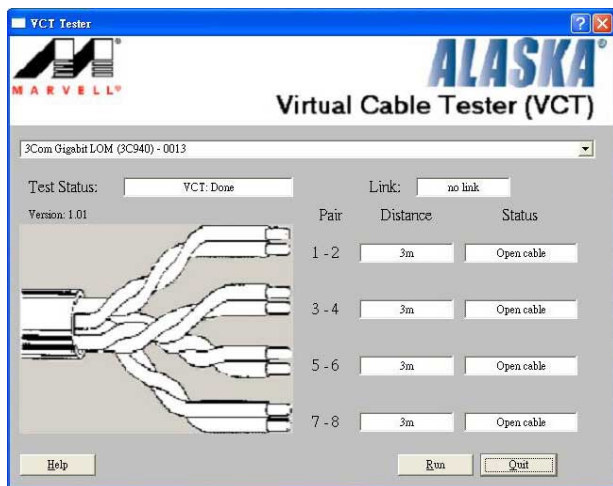 VCT Tester
MARVELL®
ALASKA®
Virtual Cable Tester (VCT)
3Com Gigabit LOM (3C940) - 0013
Test Status: VCT: Done Link: no link
Version: 1.01
Pair Distance Status
1 - 2 3m Open cable
3 - 4 3m Open cable
5 - 6 3m Open cable
7 - 8 3m Open cable
Help Run Quit